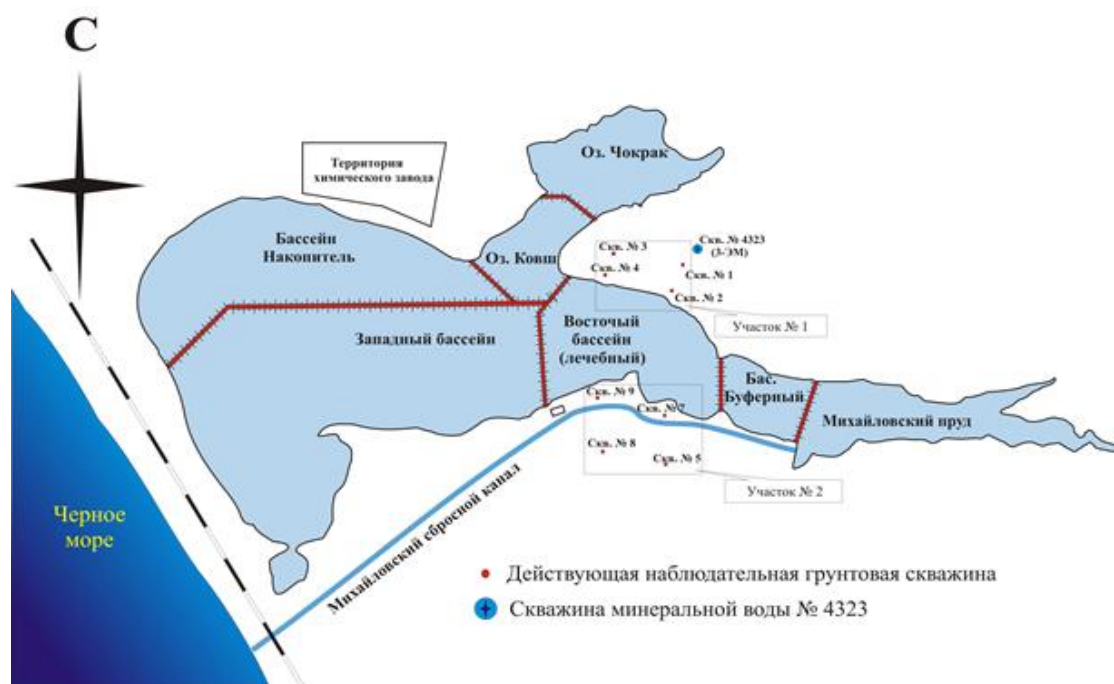 С
Оз. Чокрак
Территория
химического завода
Бассейн
Накопитель
Оз. Ковш
Скв. № 3
Скв. № 4
Скв. № 4323
(3-ЭМ)
Скв. № 1
Скв. № 2
Участок № 1
Западный бассейн
Восточый
бассейн
(лечебный)
Бас.
Буферный
Михайловский пруд
Скв. № 9
Скв. № 7
Скв. № 8
Скв. № 5
Участок № 2
Михайловский сбросной канал
Черное
море
Действующая наблюдательная грунтовая скважина
Скважина минеральной воды № 4323